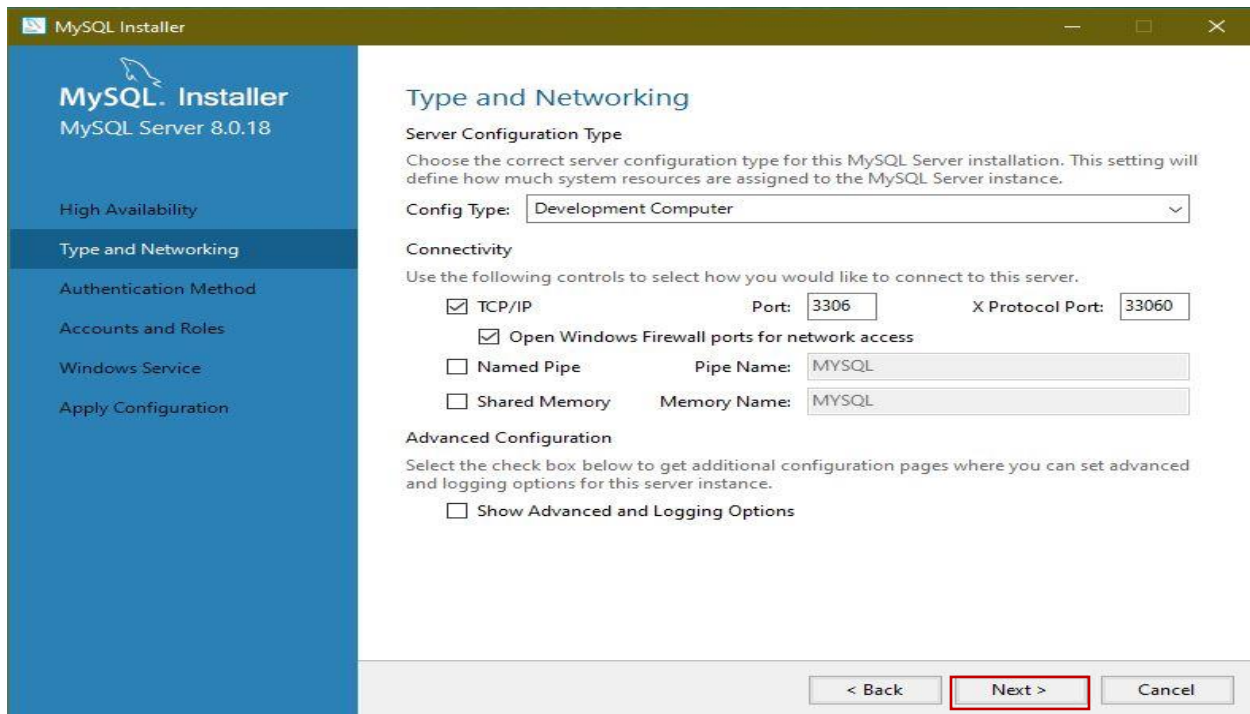 MySQL Installer
MySQL. Installer
MySQL Server 8.0.18
High Availability
Type and Networking
Authentication Method
Accounts and Roles
Windows Service
Apply Configuration
Type and Networking
Server Configuration Type
Choose the correct server configuration type for this MySQL Server installation. This setting will
define how much system resources are assigned to the MySQL Server instance.
Config Type: Development Computer
Connectivity
Use the following controls to select how you would like to connect to this server.
TCP/IP Port: 3306 X Protocol Port: 33060
Open Windows Firewall ports for network access
Named Pipe Pipe Name: MYSQL
Shared Memory Memory Name: MYSQL
Advanced Configuration
Select the check box below to get additional configuration pages where you can set advanced
and logging options for this server instance.
Show Advanced and Logging Options
< Back Next > Cancel